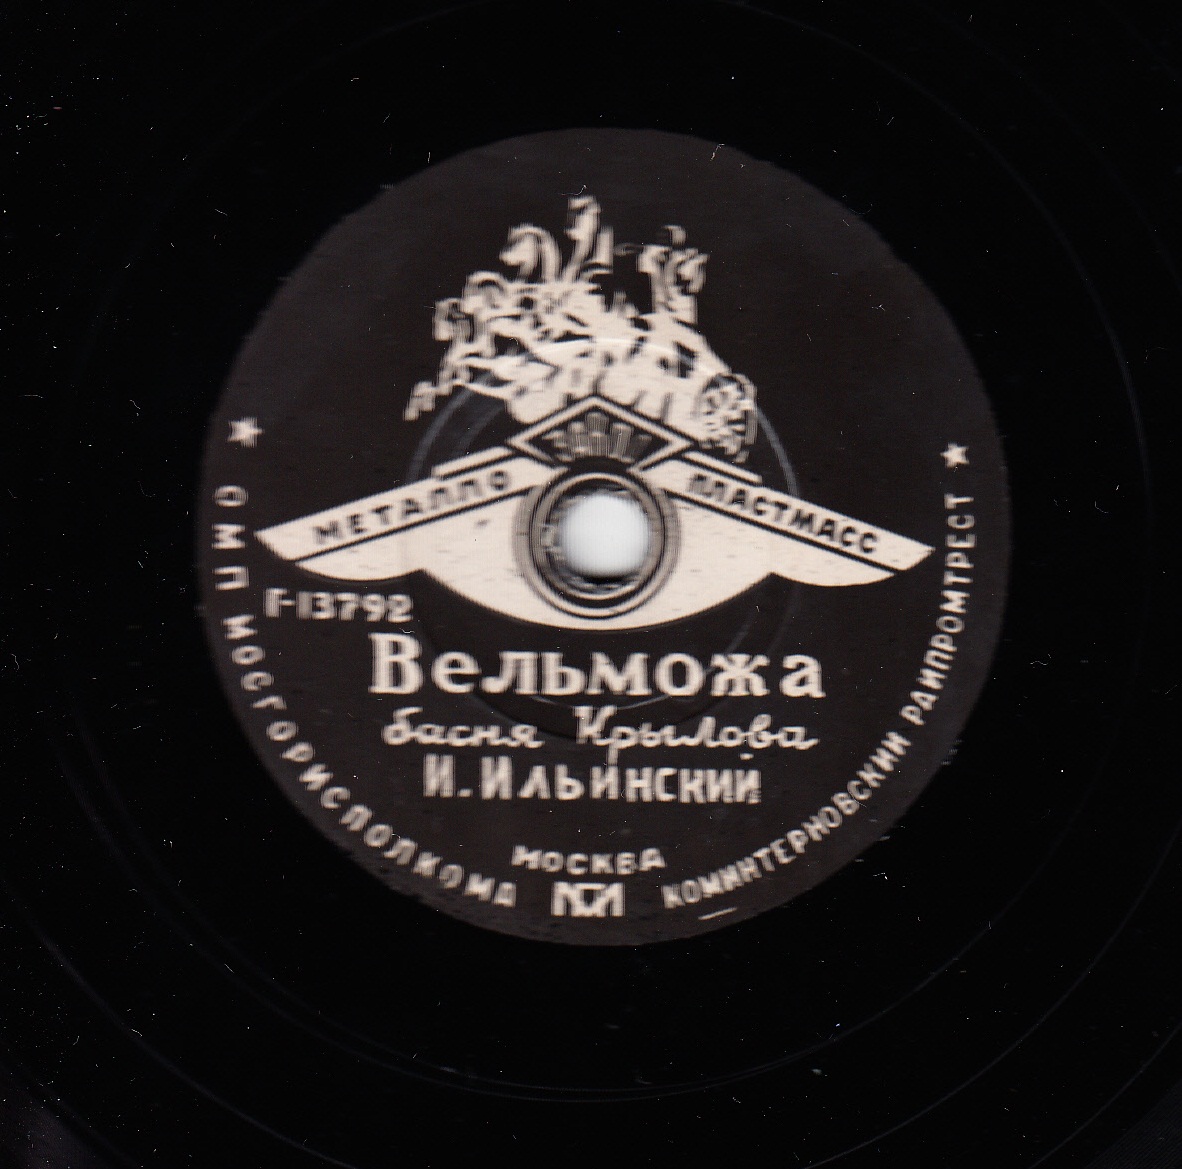 МЕТАЛЛО ПЛАСТМАСС
Г-13792
Вельможа
басня Крылова
И. Ильинский
МОСКВА
ОМП МОСГОРИСПОЛКОМА
КОМИНТЕРНОВСКИЙ РАЙПРОМТРЕСТ